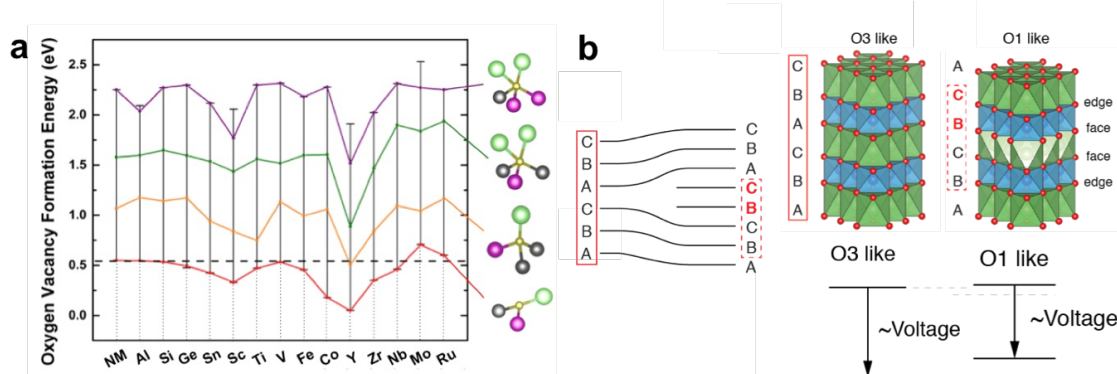 a
Oxygen Vacancy Formation Energy (eV)
2.5
2.0
1.5
1.0
0.5
0.0
NM Al Si Ge Sn Sc Ti V Fe Co Y Zr Nb Mo Ru
b
C
B
A
C
B
A
C
B
A
C
B
C
B
A
O3 like
C
B
A
C
B
A
O3 like
~Voltage
O1 like
A
C
B
C
B
A
edge
face
face
edge
O1 like
~Voltage